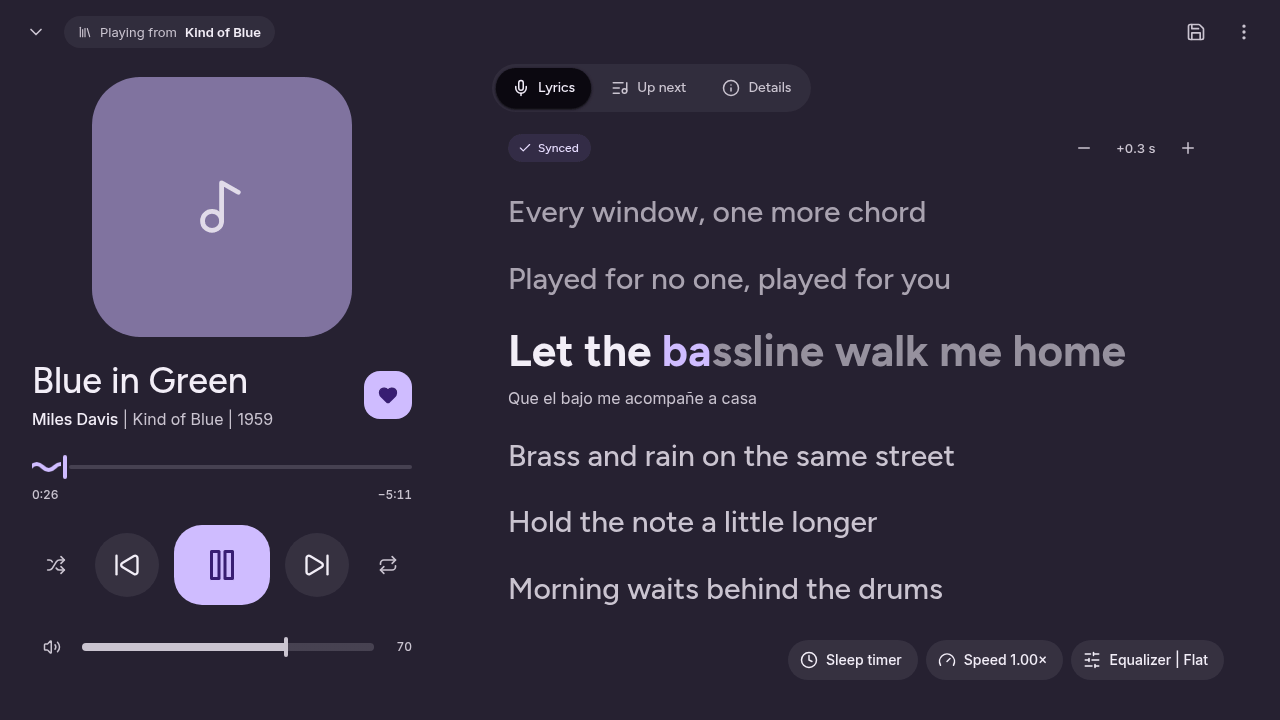 Playing from Kind of Blue
Lyrics
Up next
Details
Synced
+0.3 s
Every window, one more chord
Played for no one, played for you
Let the bassline walk me home
Que el bajo me acompañe a casa
Brass and rain on the same street
Hold the note a little longer
Morning waits behind the drums
Blue in Green
Miles Davis | Kind of Blue | 1959
0:26
−5:11
70
Sleep timer
Speed 1.00×
Equalizer | Flat